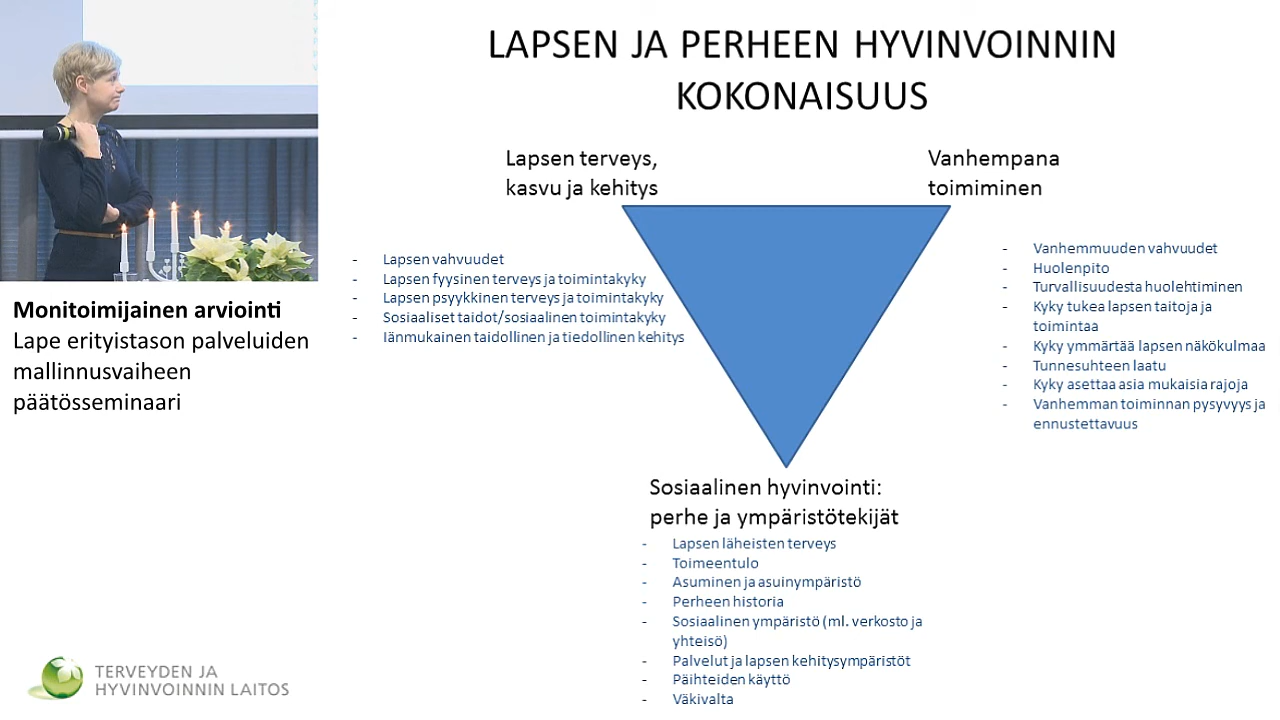 LAPSEN JA PERHEEN HYVINVOINNIN
KOKONAISUUS
Lapsen terveys,
kasvu ja kehitys
Vanhempana
toimiminen
- Lapsen vahvuudet
- Lapsen fyysinen terveys ja toimintakyky
- Lapsen psyykkinen terveys ja toimintakyky
- Sosiaaliset taidot/sosiaalinen toimintakyky
- Iänmukainen taidollinen ja tiedollinen kehitys
- Vanhemmuuden vahvuudet
- Huolenpito
- Turvallisuudesta huolehtiminen
- Kyky tukea lapsen taitoja ja
toimintaa
- Kyky ymmärtää lapsen näkökulmaa
- Tunnesuhteen laatu
- Kyky asettaa asia mukaisia rajoja
- Vanhemman toiminnan pysyvyys ja
ennustettavuus
Sosiaalinen hyvinvointi:
perhe ja ympäristötekijät
- Lapsen läheisten terveys
- Toimeentulo
- Asuminen ja asuinympäristö
- Perheen historia
- Sosiaalinen ympäristö (ml. verkosto ja
yhteisö)
- Palvelut ja lapsen kehitysympäristöt
- Päihteiden käyttö
- Väkivalta
Monitoimijainen arviointi
Lape erityistason palveluiden
mallinnusvaiheen
päätösseminaari
TERVEYDEN JA
HYVINVOINNIN LAITOS